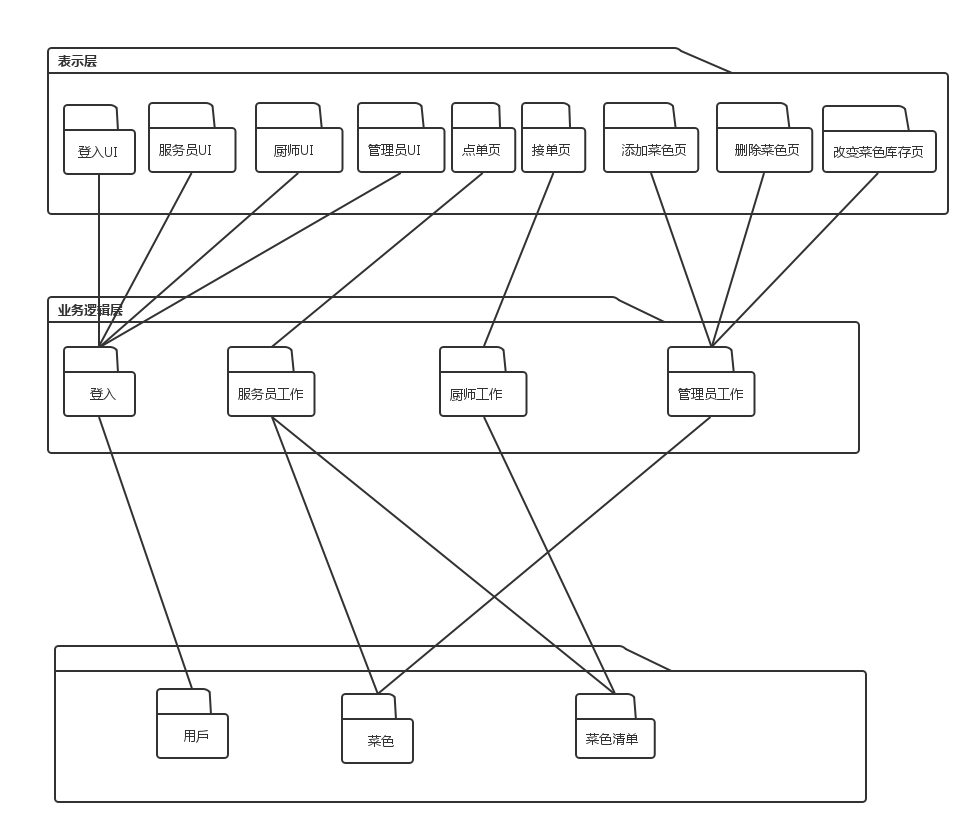 表示层
登入UI
服务员UI
厨师UI
管理员UI
点单页
接单页
添加菜色页
删除菜色页
改变菜色库存页
业务逻辑层
登入
服务员工作
厨师工作
管理员工作
用戶
菜色
菜色清单